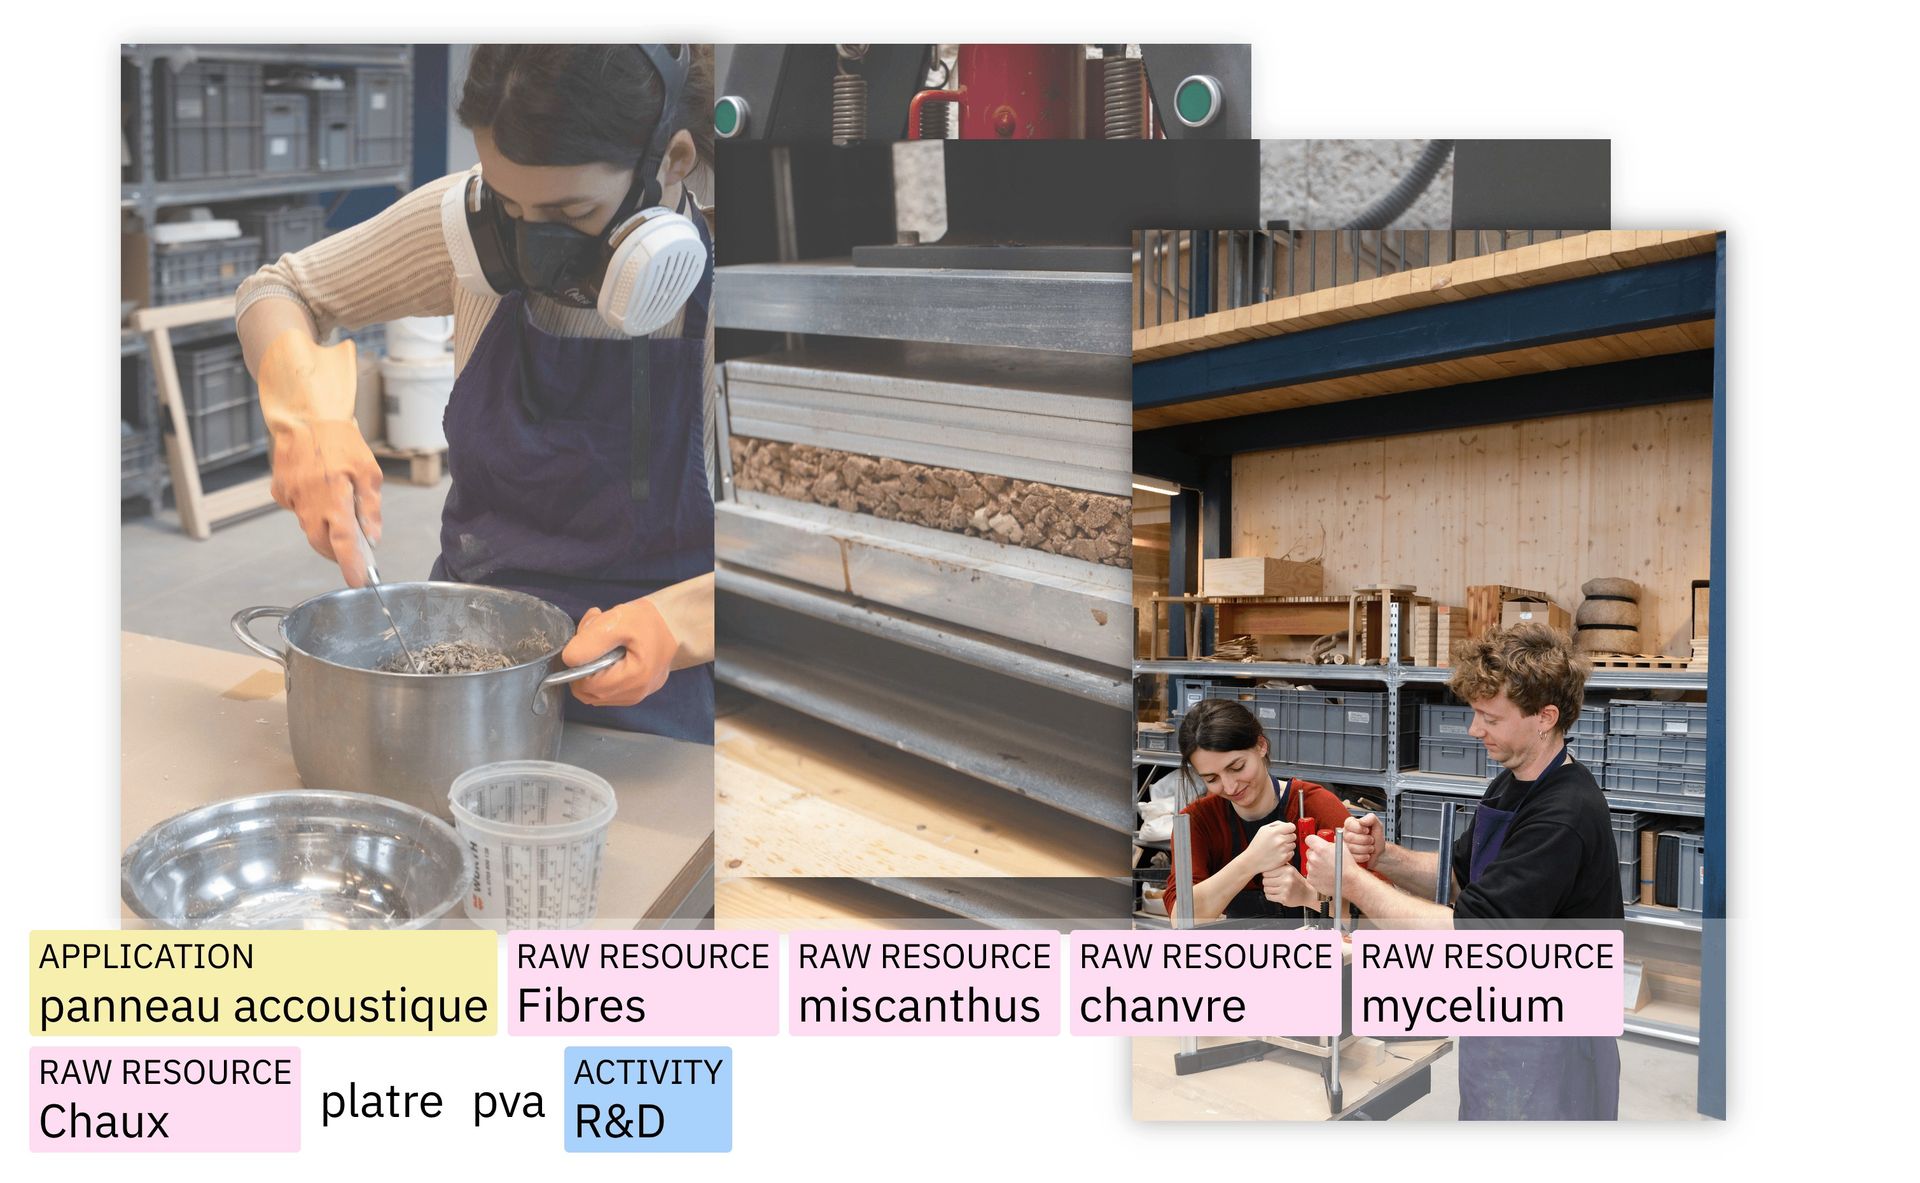 WÜRTH
APPLICATION
panneau accoustique
RAW RESOURCE
Fibres
RAW RESOURCE
miscanthus
RAW RESOURCE
chanvre
RAW RESOURCE
mycelium
RAW RESOURCE
Chaux
platre
pva
ACTIVITY
R&D